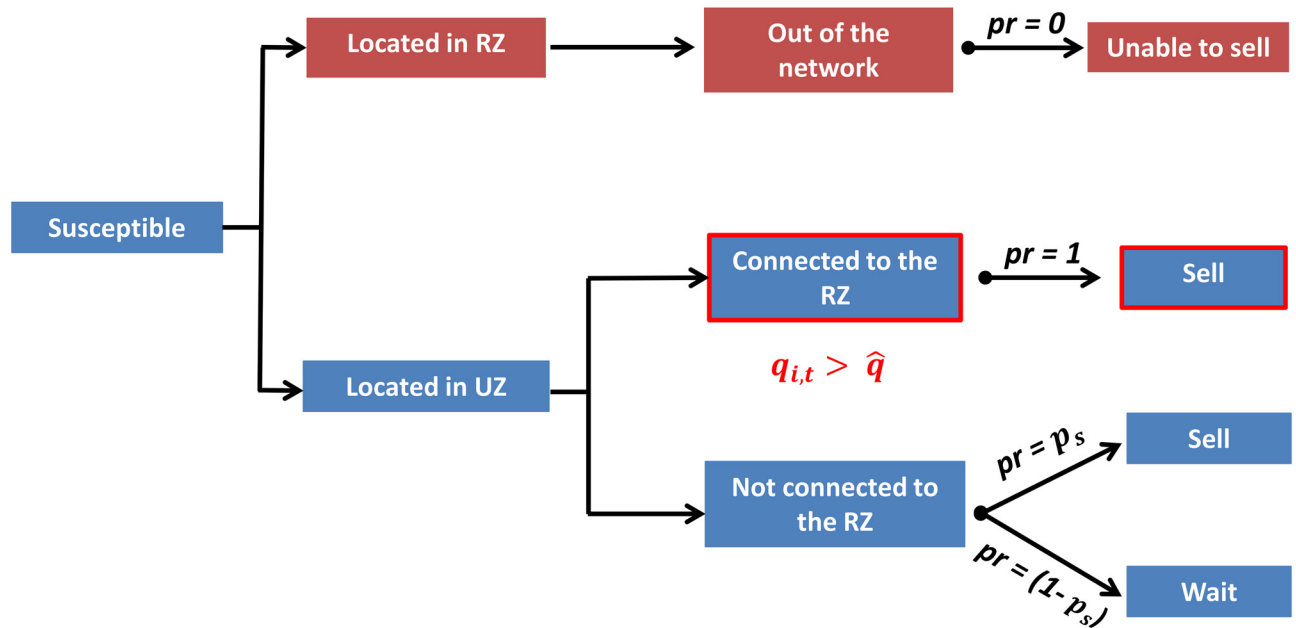 Located in RZ
Out of the
network
pr = 0
Unable to sell
Susceptible
Connected to the
RZ
pr = 1
Sell
q_{i,t} > q̂
Located in UZ
Not connected to
the RZ
pr = p_s
Sell
pr = (1- p_s)
Wait